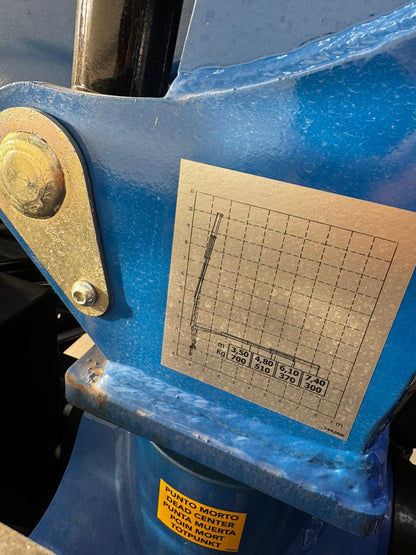 m 3,50 4,80 6,10 7,40
Kg 700 510 370 300
PUNTO MORTO
DEAD CENTER
PUNTA MUERTA
POIN MORT
TOTPUNKT